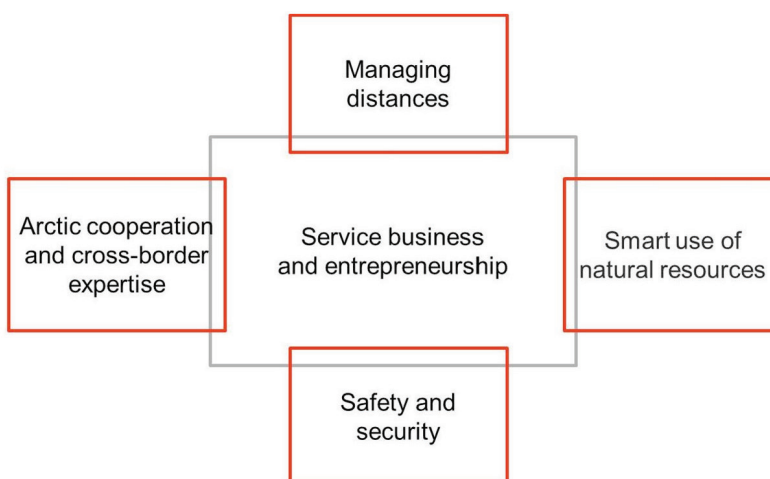 Managing
distances
Arctic cooperation
and cross-border
expertise
Service business
and entrepreneurship
Smart use of
natural resources
Safety and
security